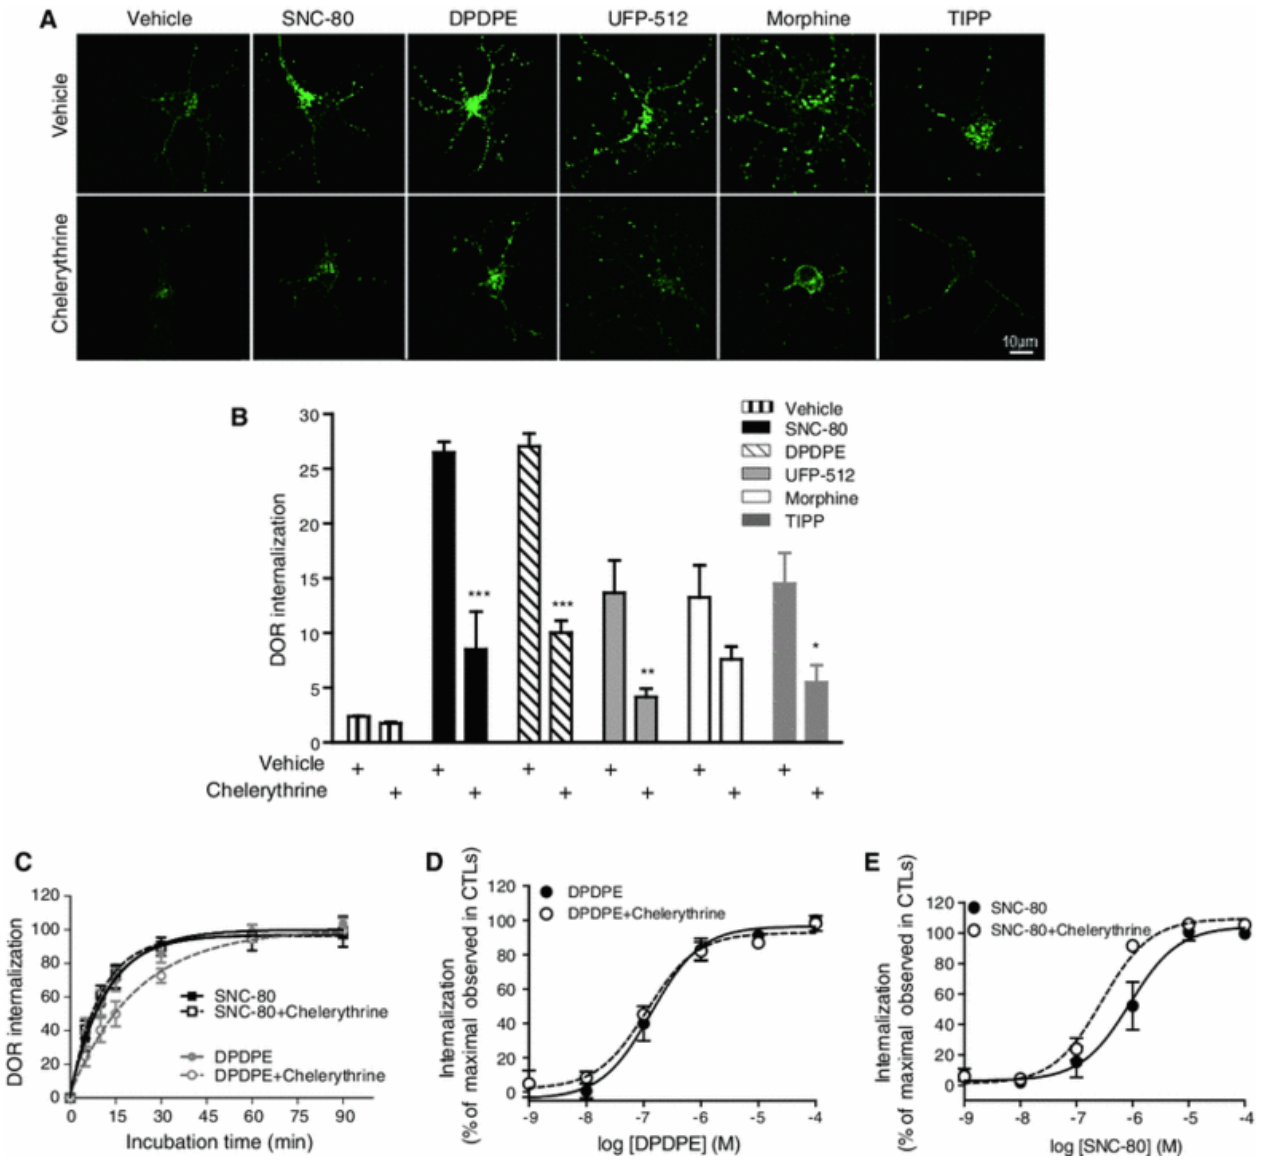 A
Vehicle SNC-80 DPDPE UFP-512 Morphine TIPP
Vehicle
Chelerythrine
10µm
B
DOR internalization
30
25
20
15
10
5
0
Vehicle
SNC-80
DPDPE
UFP-512
Morphine
TIPP
*** *** ** *
Vehicle + + + + + +
Chelerythrine + + + + + +
C
DOR internalization
120
100
80
60
40
20
0
SNC-80
SNC-80+Chelerythrine
DPDPE
DPDPE+Chelerythrine
0 15 30 45 60 75 90
Incubation time (min)
D
Internalization
(% of maximal observed in CTLs)
120
100
80
60
40
20
0
DPDPE
DPDPE+Chelerythrine
-9 -8 -7 -6 -5 -4
log [DPDPE] (M)
E
Internalization
(% of maximal observed in CTLs)
120
100
80
60
40
20
0
SNC-80
SNC-80+Chelerythrine
-9 -8 -7 -6 -5 -4
log [SNC-80] (M)